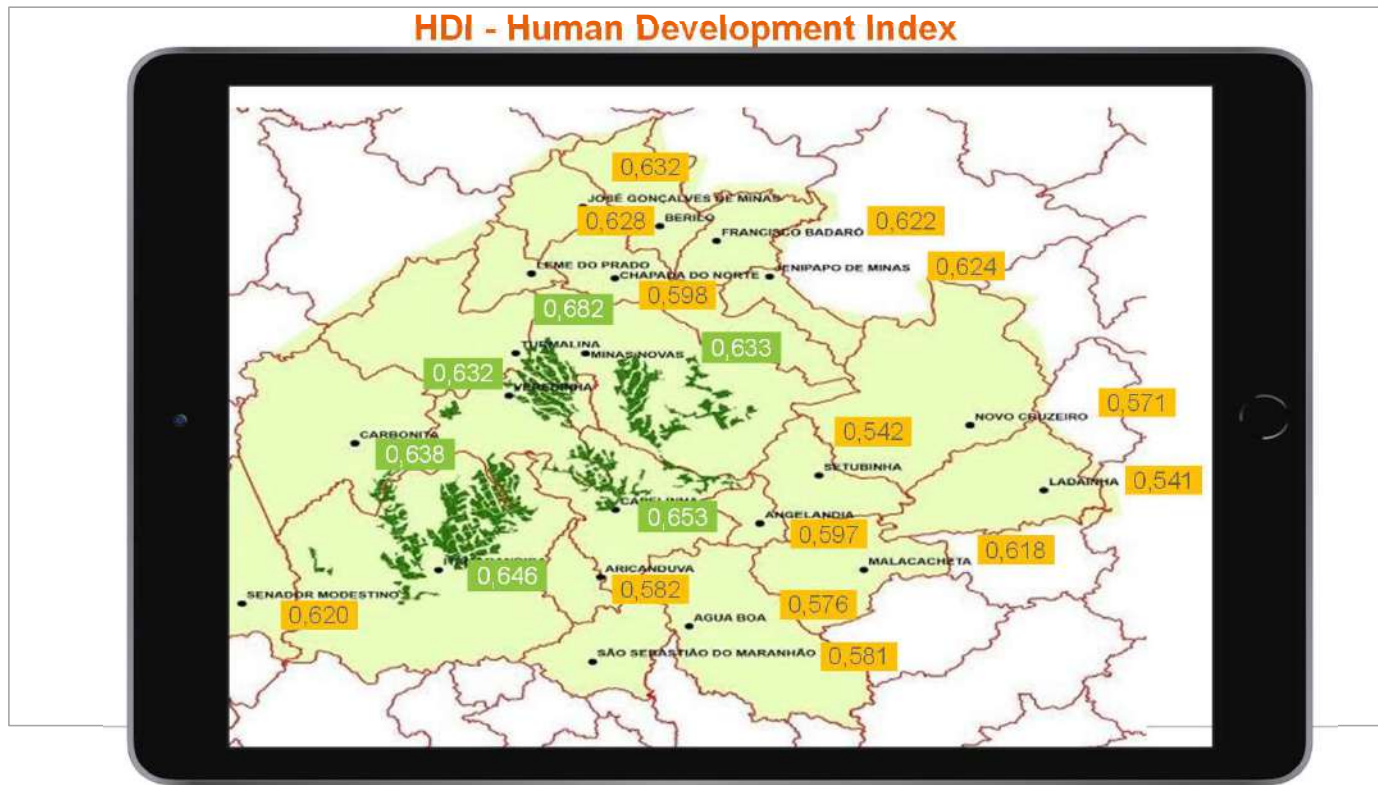 HDI - Human Development Index
0,632
JOSÉ GONÇALVES DE MINAS
0,628
BERILO
0,622
FRANCISCO BADARÓ
LEME DO PRADO
CHAPADA DO NORTE
JENIPAPO DE MINAS
0,624
0,598
0,682
TURMALINA
MINAS NOVAS
0,633
0,632
VEREDINHA
0,571
NOVO CRUZEIRO
CARBONITA
0,542
0,638
SETUBINHA
LADAINHA
0,541
CAPELINHA
0,653
ANGELANDIA
0,597
0,618
MALACACHETA
0,646
ARICANDUVA
0,582
SENADOR MODESTINO
0,620
0,576
AGUA BOA
SÃO SEBASTIÃO DO MARANHÃO
0,581